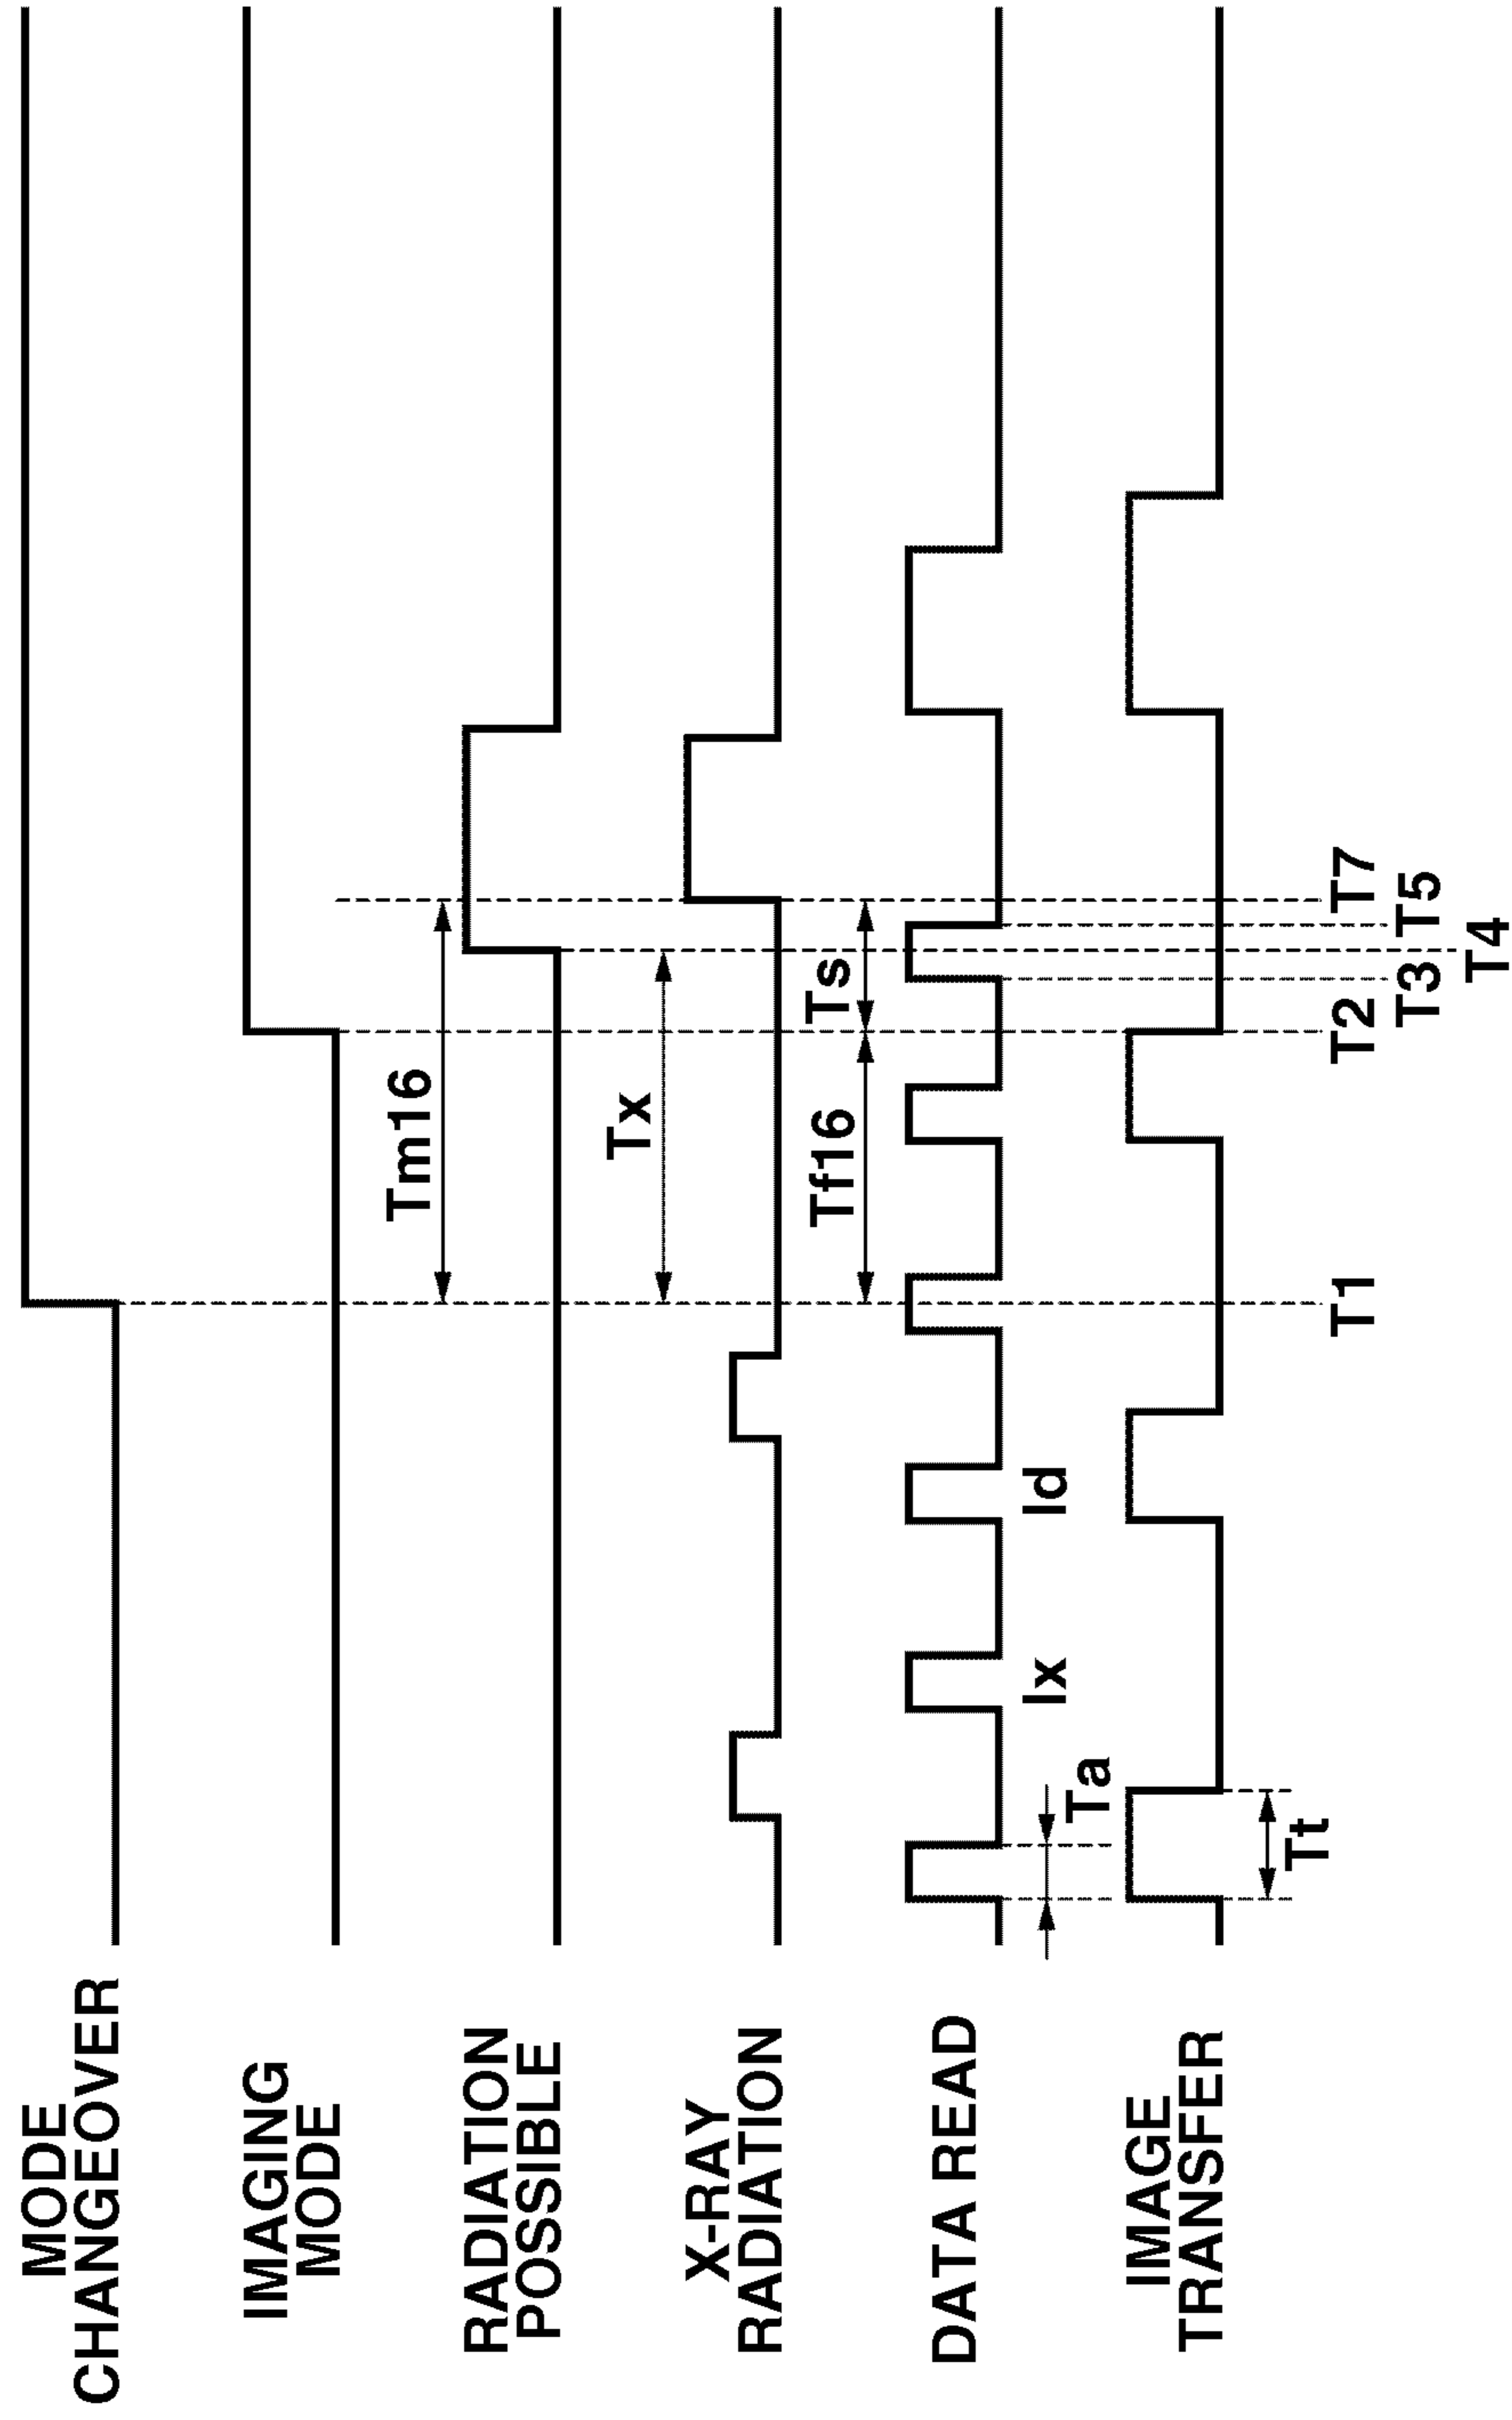 MODE
CHANGEOVER
IMAGING
MODE
Tm16
RADIATION
POSSIBLE
Tx
X-RAY
RADIATION
Tf16
Ts
DATA READ
Ta
Ix
Id
IMAGE
TRANSFER
Tt
T1
T2
T7
T3
T5
T4